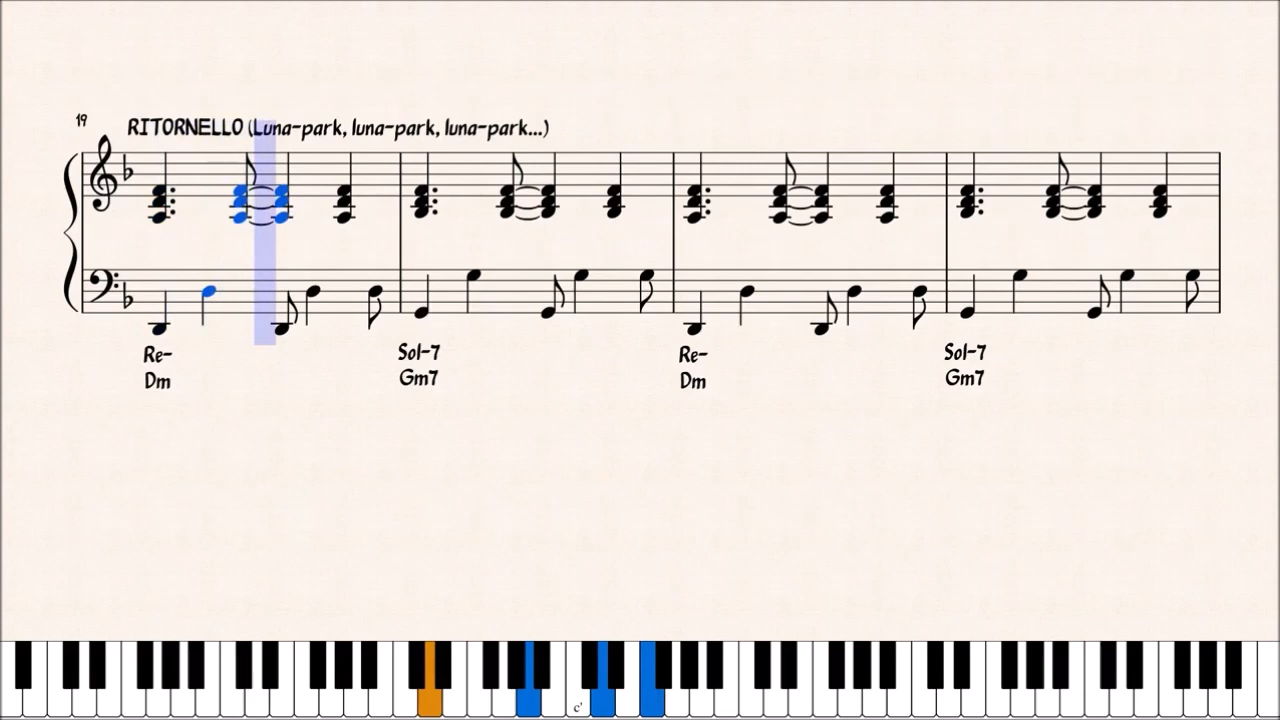 19
RITORNELLO (Luna-park, luna-park, luna-park...)
Re- Sol-7 Re- Sol-7
Dm Gm7 Dm Gm7
c'